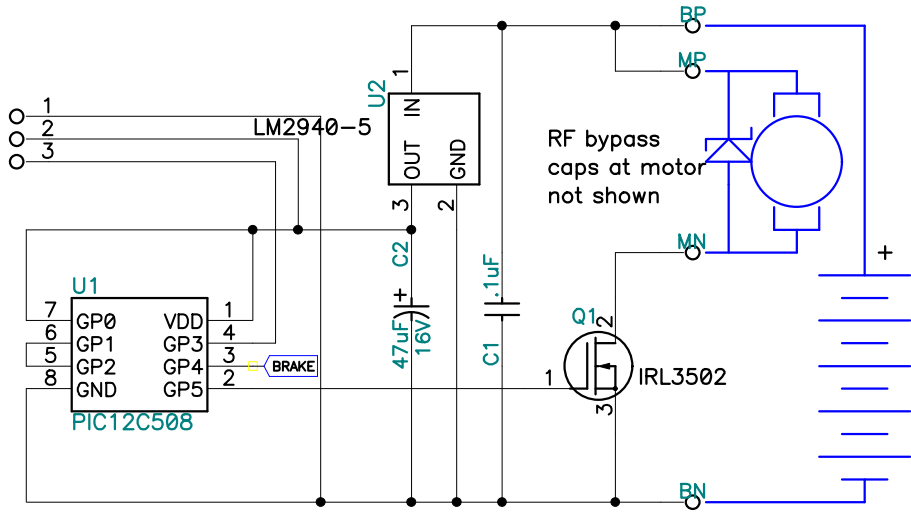 BP
MP
1
2
3
LM2940-5
U2
1
IN
OUT
GND
3
2
RF bypass
caps at motor
not shown
MN
+
C2
+
47uF
16V
.1uF
C1
U1
7
6
5
8
GP0
GP1
GP2
GND
VDD
GP3
GP4
GP5
1
4
3
2
BRAKE
PIC12C508
Q1
2
1
3
IRL3502
BN